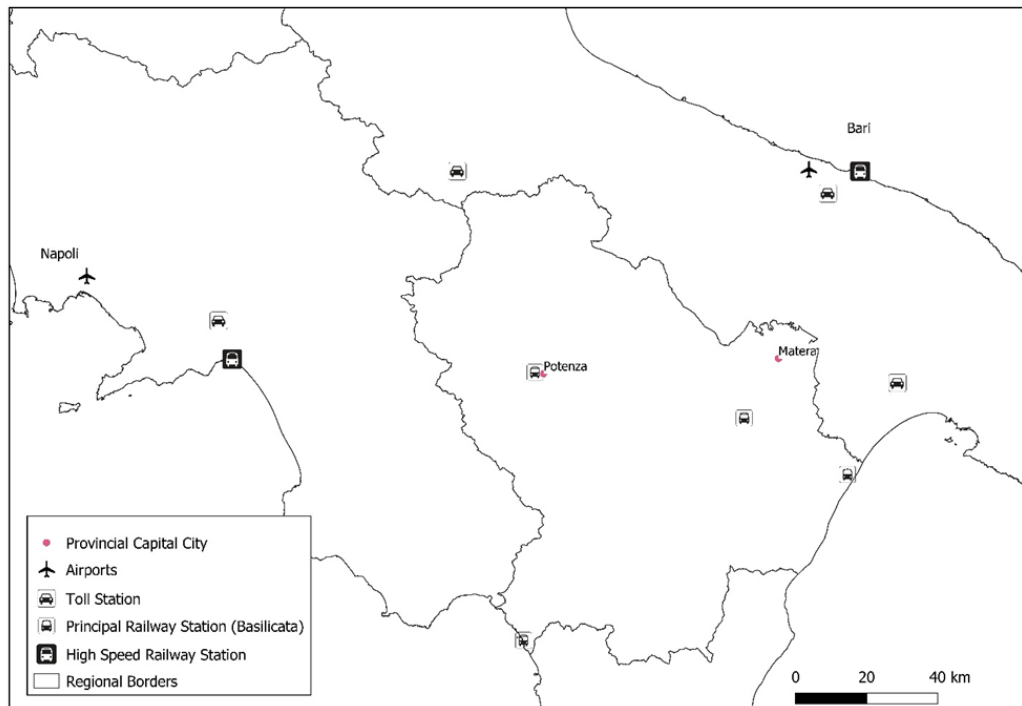 Bari
Napoli
Potenza
Matera
Provincial Capital City
Airports
Toll Station
Principal Railway Station (Basilicata)
High Speed Railway Station
Regional Borders
0 20 40 km